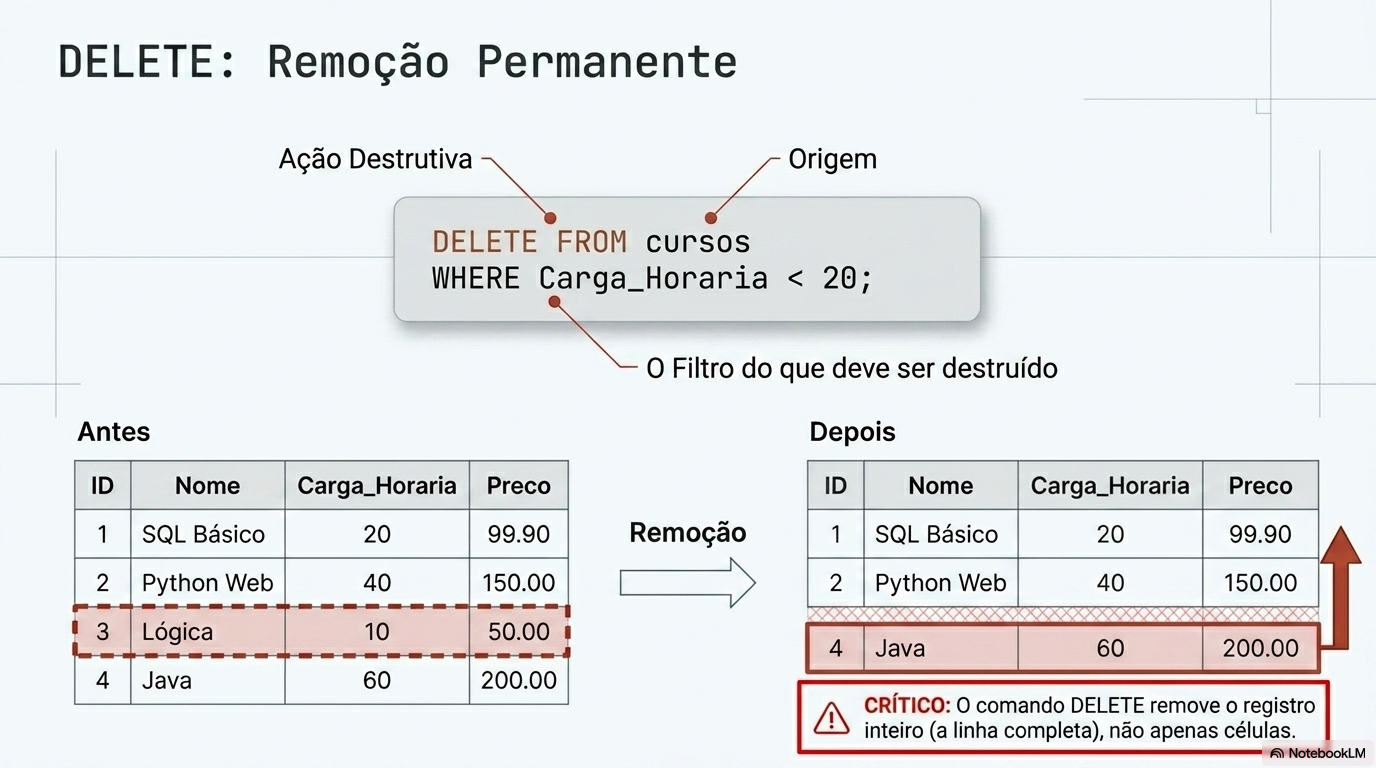 DELETE: Remoção Permanente
Ação Destrutiva
Origem
DELETE FROM cursos
WHERE Carga_Horaria < 20;
O Filtro do que deve ser destruído
Antes
ID Nome Carga_Horaria Preco
1 SQL Básico 20 99.90
2 Python Web 40 150.00
3 Lógica 10 50.00
4 Java 60 200.00
Remoção
Depois
ID Nome Carga_Horaria Preco
1 SQL Básico 20 99.90
2 Python Web 40 150.00
4 Java 60 200.00
CRÍTICO: O comando DELETE remove o registro
inteiro (a linha completa), não apenas células.
NotebookLM